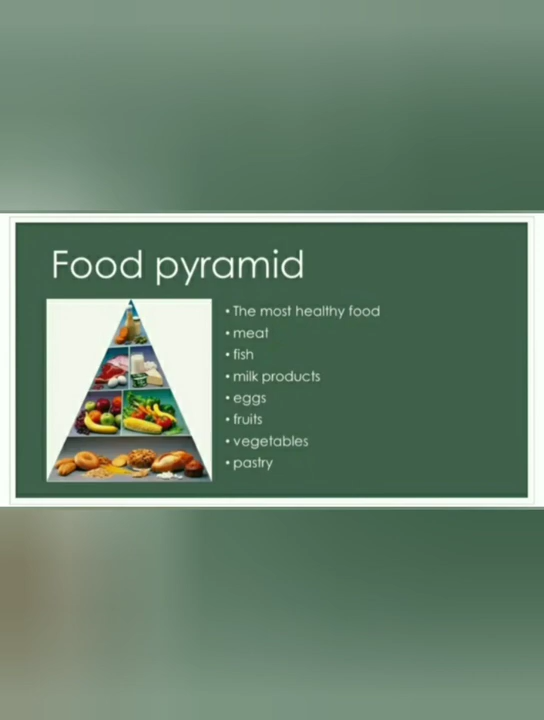 Food pyramid
• The most healthy food
• meat
• fish
• milk products
• eggs
• fruits
• vegetables
• pastry